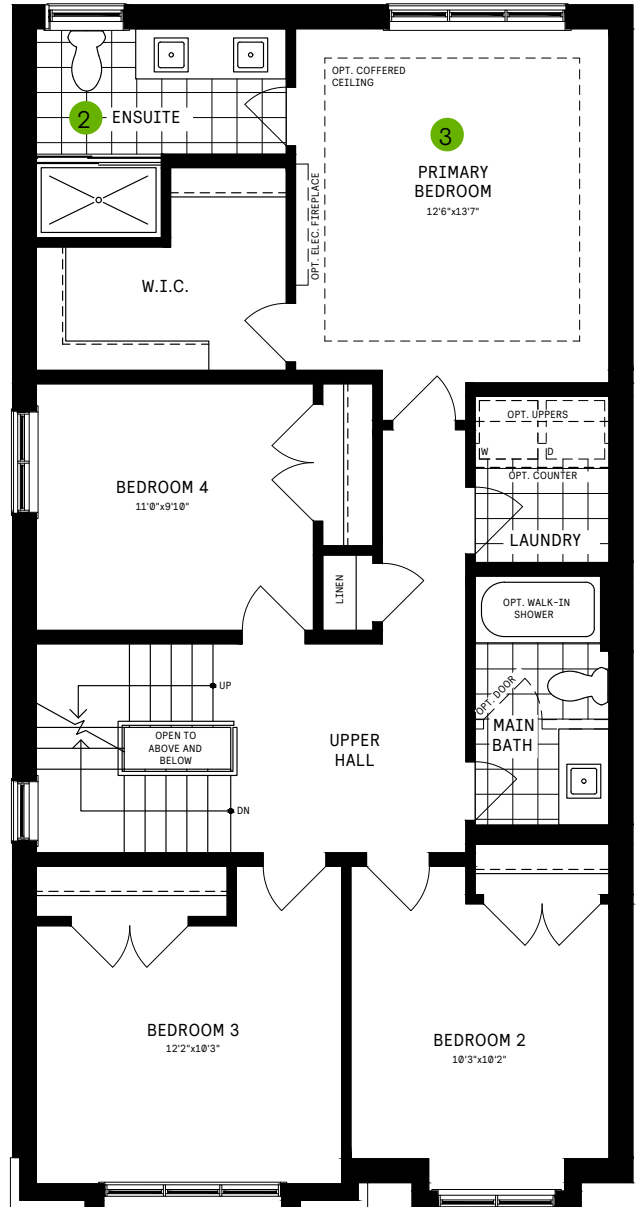 OPT. COFFERED
CEILING
2 ENSUITE
3
PRIMARY
BEDROOM
12'6"x13'7"
OPT. ELEC. FIREPLACE
W.I.C.
OPT. UPPERS
W D
OPT. COUNTER
LAUNDRY
BEDROOM 4
11'0"x9'10"
LINEN
OPT. WALK-IN
SHOWER
UP
OPT. DOOR
OPEN TO
ABOVE AND
BELOW
UPPER
HALL
MAIN
BATH
DN
BEDROOM 3
12'2"x10'3"
BEDROOM 2
10'3"x10'2"